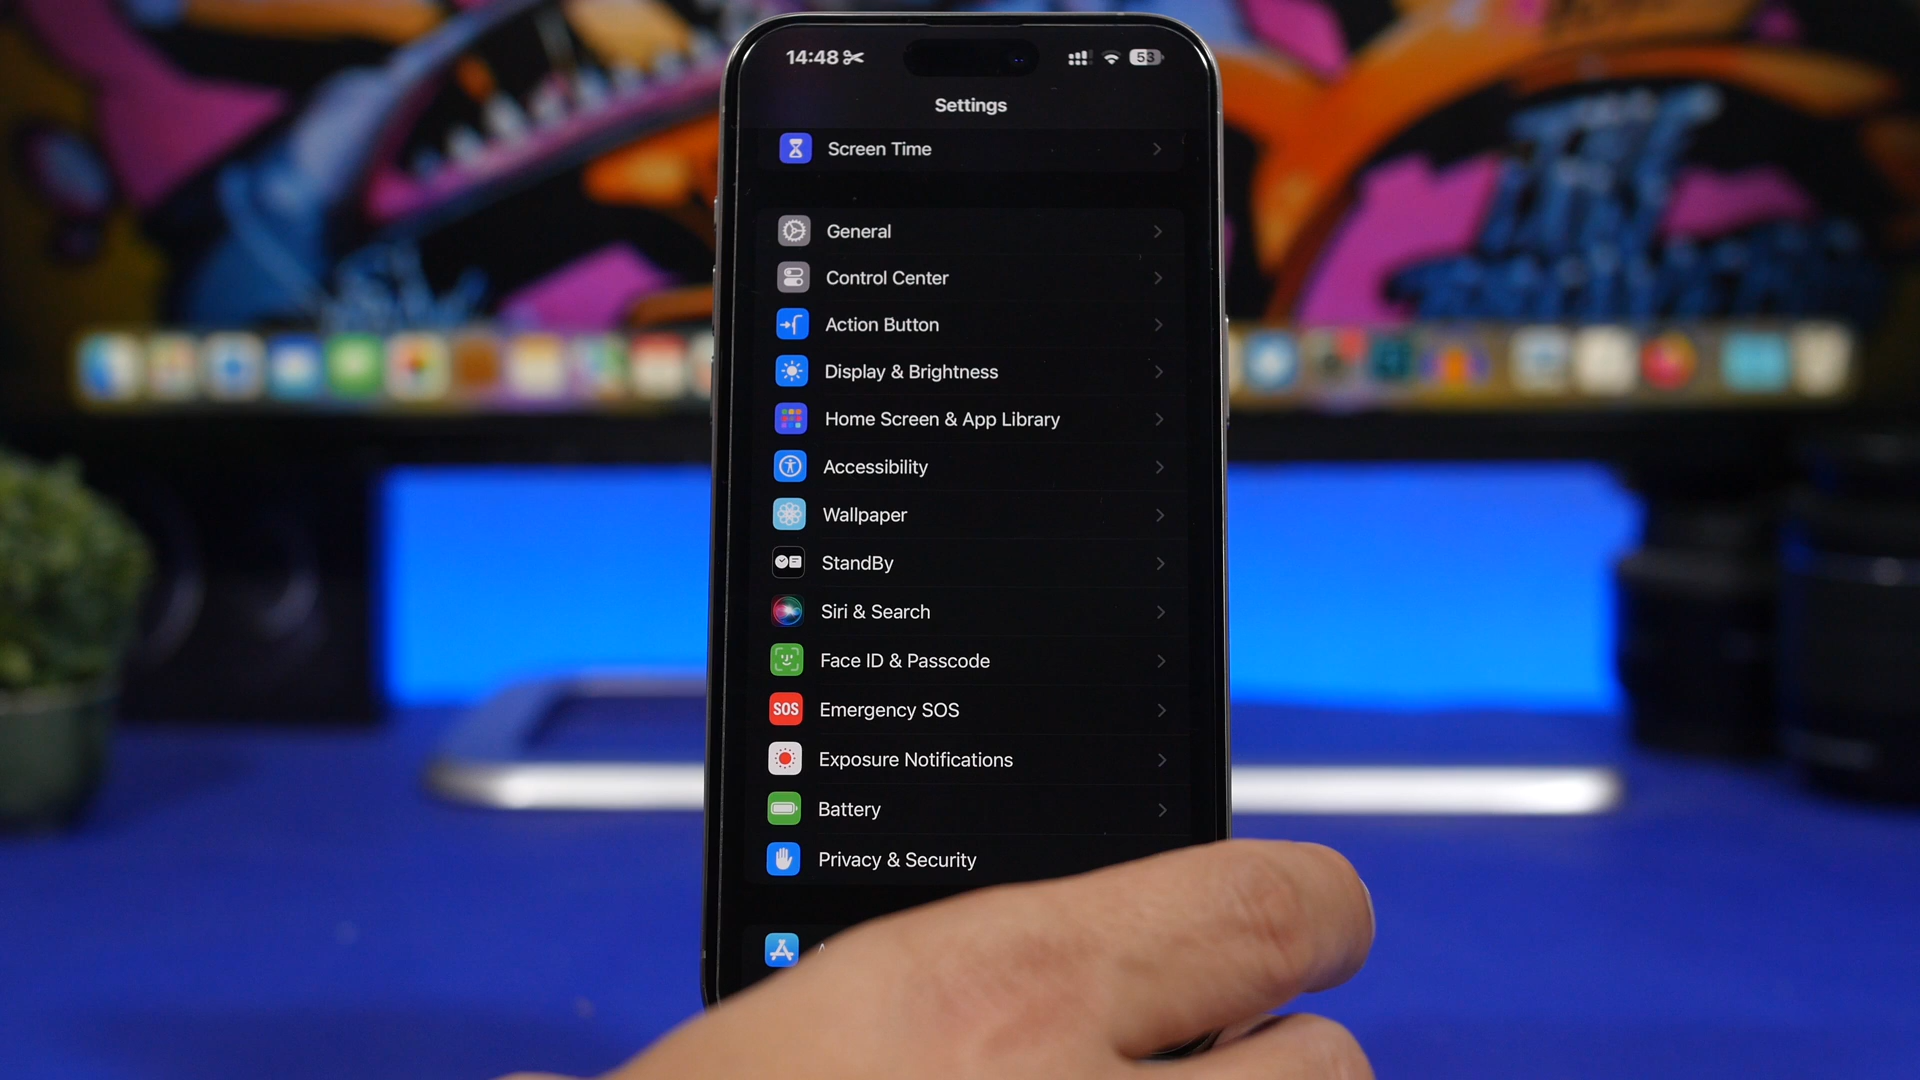 14:48
53
Settings
Screen Time
General
Control Center
Action Button
Display & Brightness
Home Screen & App Library
Accessibility
Wallpaper
StandBy
Siri & Search
Face ID & Passcode
SOS Emergency SOS
Exposure Notifications
Battery
Privacy & Security